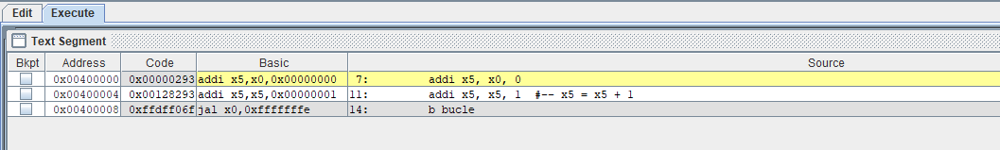 Edit Execute
Text Segment
Bkpt Address Code Basic Source
0x00400000 0x00000293 addi x5,x0,0x00000000 7: addi x5, x0, 0
0x00400004 0x00128293 addi x5,x5,0x00000001 11: addi x5, x5, 1 #-- x5 = x5 + 1
0x00400008 0xffdff06f jal x0,0xfffffffe 14: b bucle